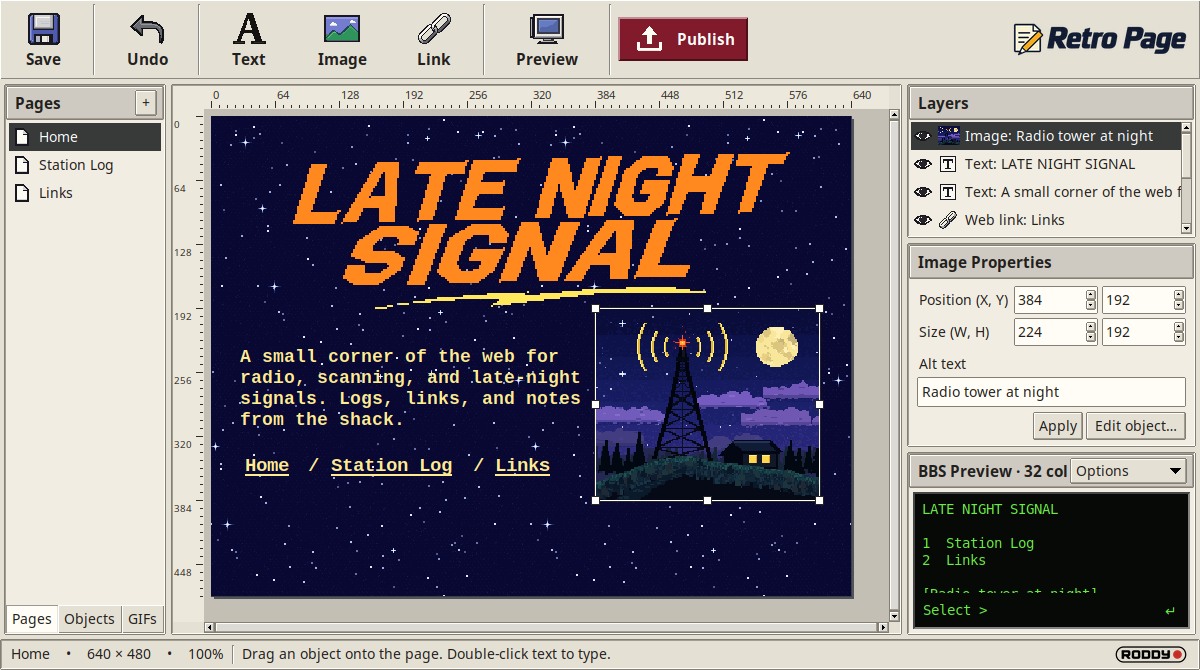 Save
Undo
Text
Image
Link
Preview
Publish
Retro Page
Pages
+
Home
Station Log
Links
Pages
Objects
GIFs
0 64 128 192 256 320 384 448 512 576 640
0
64
128
192
256
320
384
448
LATE NIGHT
SIGNAL
A small corner of the web for
radio, scanning, and late-night
signals. Logs, links, and notes
from the shack.
Home / Station Log / Links
Layers
Image: Radio tower at night
T Text: LATE NIGHT SIGNAL
T Text: A small corner of the web f
Web link: Links
Image Properties
Position (X, Y) 384 192
Size (W, H) 224 192
Alt text
Radio tower at night
Apply
Edit object...
BBS Preview · 32 col
Options
LATE NIGHT SIGNAL
1 Station Log
2 Links
[Radio tower at night]
Select >
Home • 640 × 480 • 100% Drag an object onto the page. Double-click text to type.
RODDY